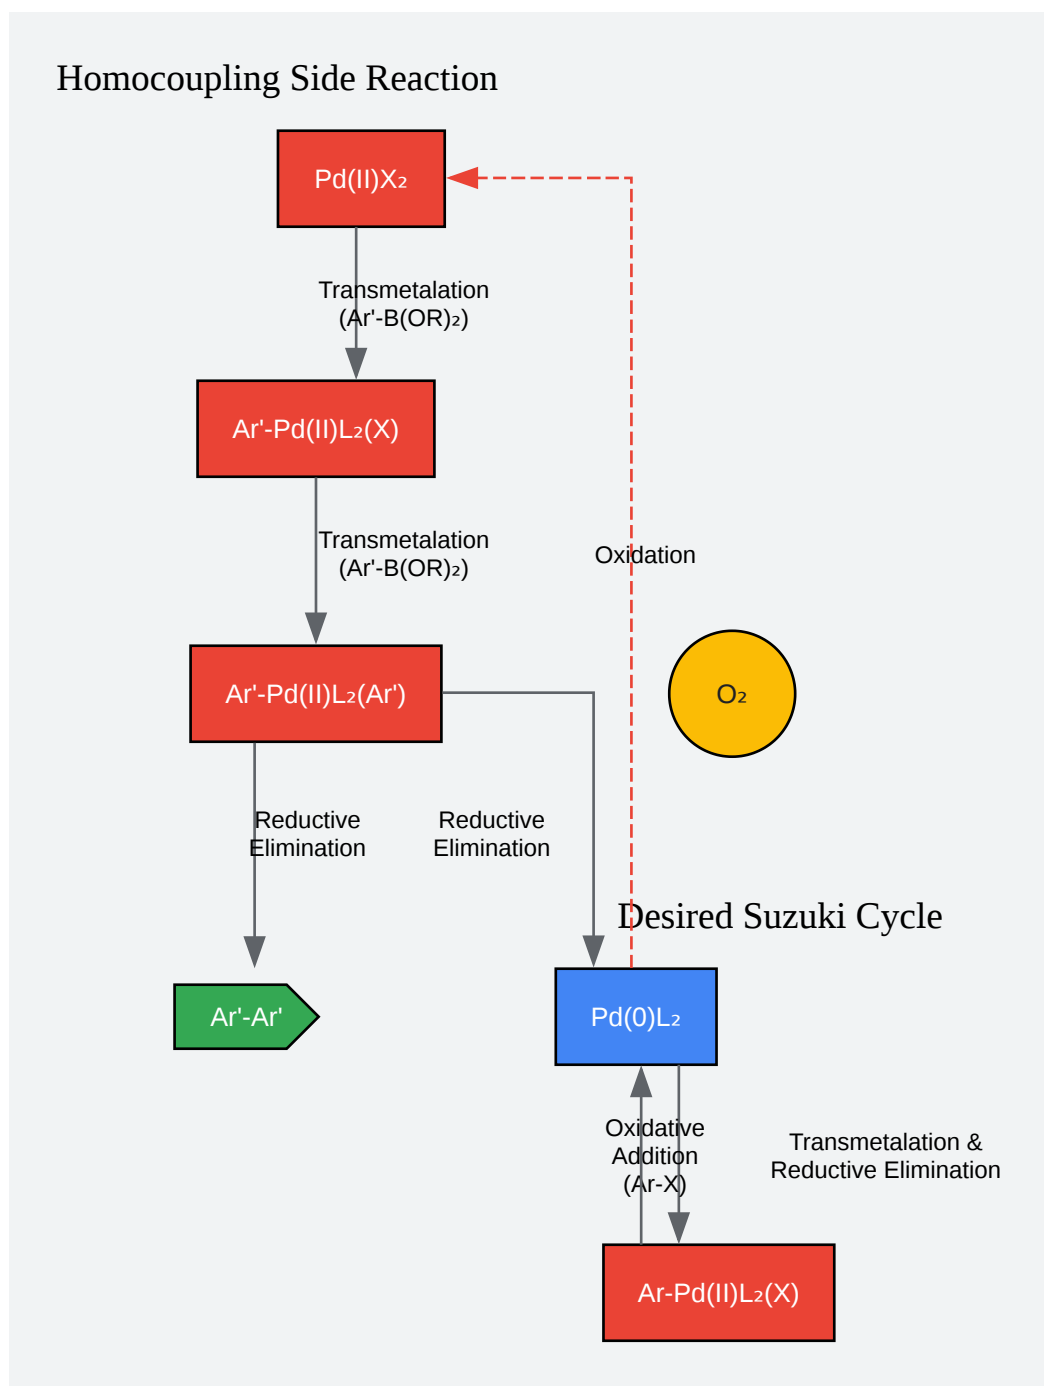 Homocoupling Side Reaction
Pd(II)X₂
Transmetalation
(Ar'-B(OR)₂)
Ar'-Pd(II)L₂(X)
Transmetalation
(Ar'-B(OR)₂)
Oxidation
Ar'-Pd(II)L₂(Ar')
O₂
Reductive
Elimination
Reductive
Elimination
Desired Suzuki Cycle
Ar'-Ar'
Pd(0)L₂
Oxidative
Addition
(Ar-X)
Transmetalation &
Reductive Elimination
Ar-Pd(II)L₂(X)